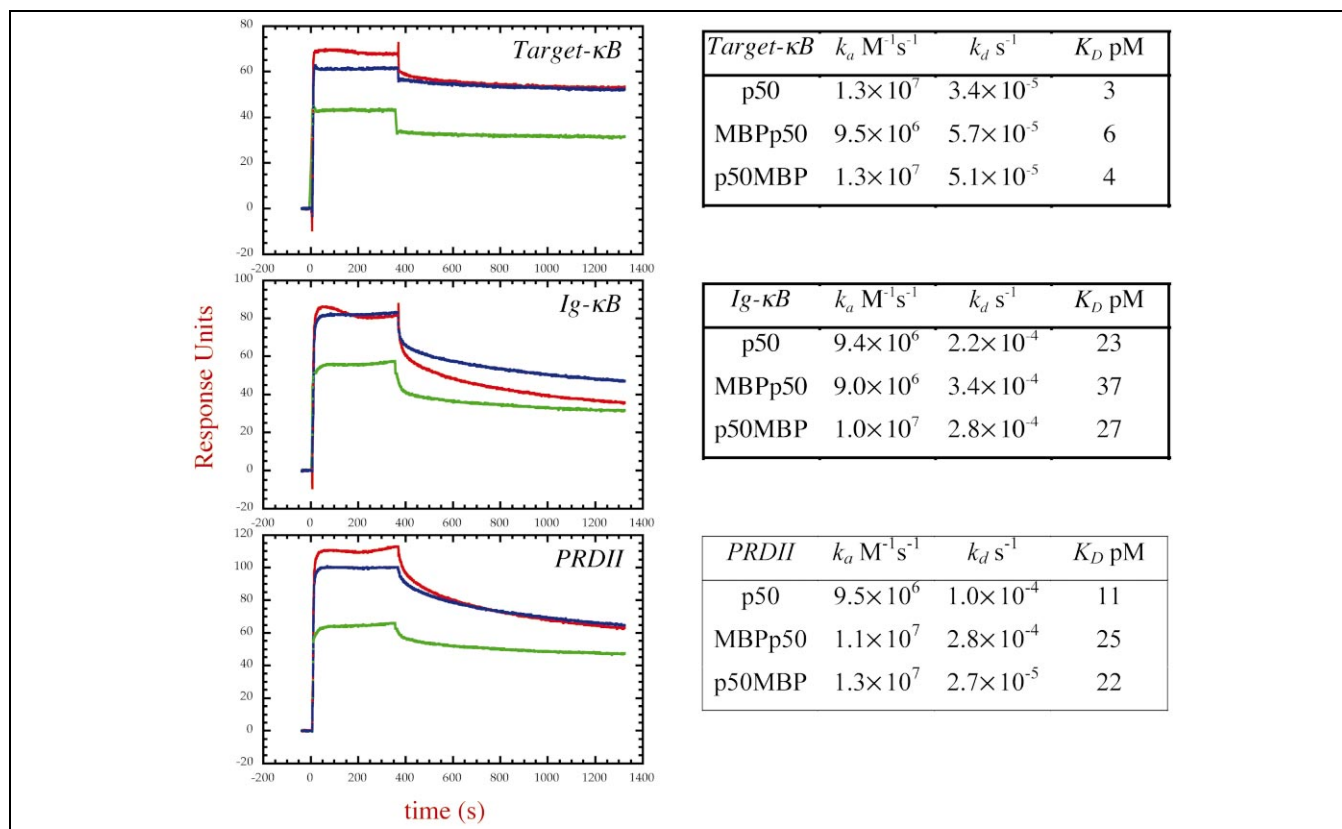 Response Units
80
60
40
20
0
-20
Target-κB
-200 0 200 400 600 800 1000 1200 1400
100
80
60
40
20
0
-20
Ig-κB
-200 0 200 400 600 800 1000 1200 1400
120
100
80
60
40
20
0
-20
PRDII
-200 0 200 400 600 800 1000 1200 1400
time (s)
Target-κB kₐ M⁻¹s⁻¹ k_d s⁻¹ K_D pM
p50 1.3×10⁷ 3.4×10⁻⁵ 3
MBPp50 9.5×10⁶ 5.7×10⁻⁵ 6
p50MBP 1.3×10⁷ 5.1×10⁻⁵ 4
Ig-κB kₐ M⁻¹s⁻¹ k_d s⁻¹ K_D pM
p50 9.4×10⁶ 2.2×10⁻⁴ 23
MBPp50 9.0×10⁶ 3.4×10⁻⁴ 37
p50MBP 1.0×10⁷ 2.8×10⁻⁴ 27
PRDII kₐ M⁻¹s⁻¹ k_d s⁻¹ K_D pM
p50 9.5×10⁶ 1.0×10⁻⁴ 11
MBPp50 1.1×10⁷ 2.8×10⁻⁴ 25
p50MBP 1.3×10⁷ 2.7×10⁻⁵ 22